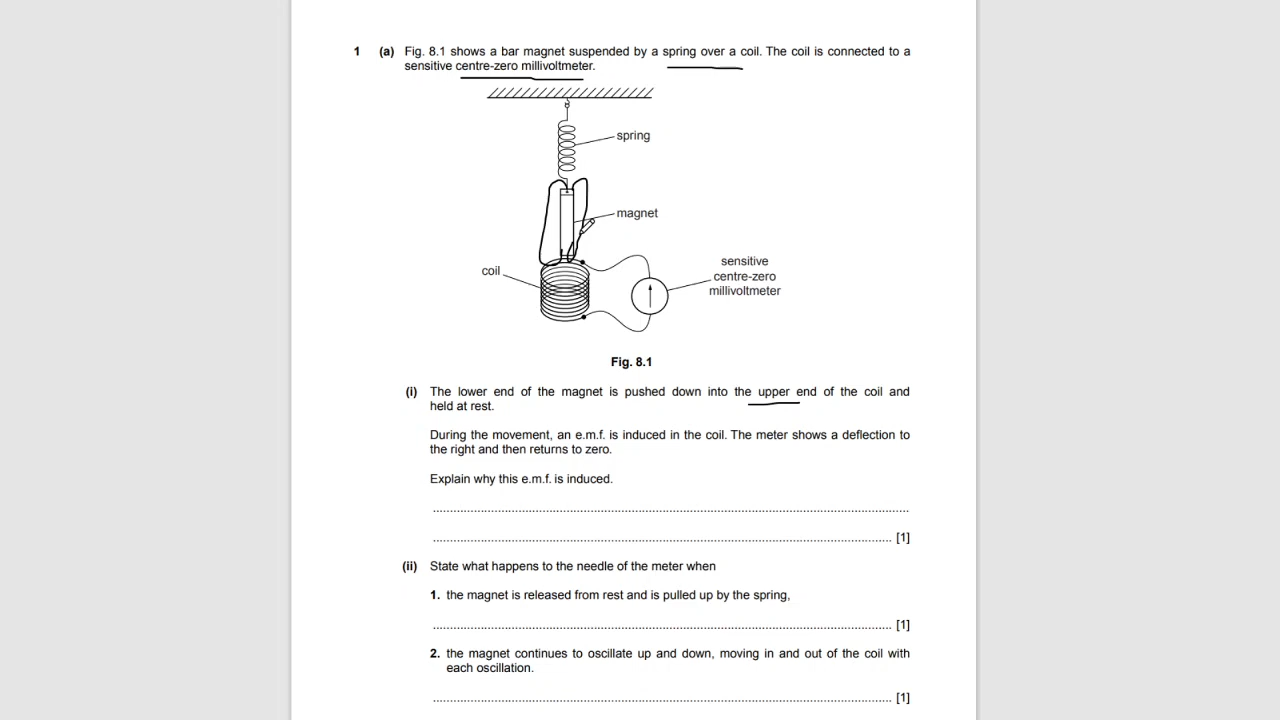 1 (a) Fig. 8.1 shows a bar magnet suspended by a spring over a coil. The coil is connected to a
sensitive centre-zero millivoltmeter.
spring
magnet
coil
sensitive
centre-zero
millivoltmeter
Fig. 8.1
(i) The lower end of the magnet is pushed down into the upper end of the coil and
held at rest.
During the movement, an e.m.f. is induced in the coil. The meter shows a deflection to
the right and then returns to zero.
Explain why this e.m.f. is induced.
..........................................................................................................................................
.................................................................................................................................... [1]
(ii) State what happens to the needle of the meter when
1. the magnet is released from rest and is pulled up by the spring,
.................................................................................................................................... [1]
2. the magnet continues to oscillate up and down, moving in and out of the coil with
each oscillation.
.................................................................................................................................... [1]